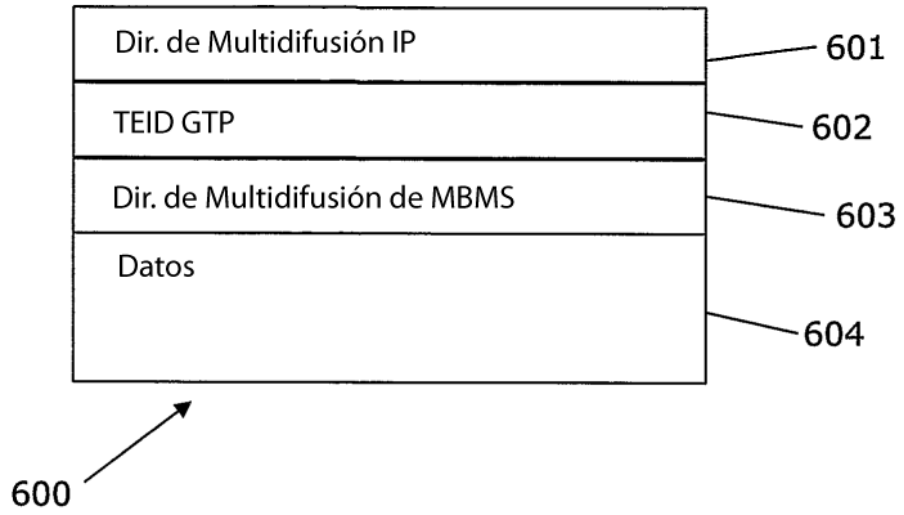 Dir. de Multidifusión IP
601
TEID GTP
602
Dir. de Multidifusión de MBMS
603
Datos
604
600